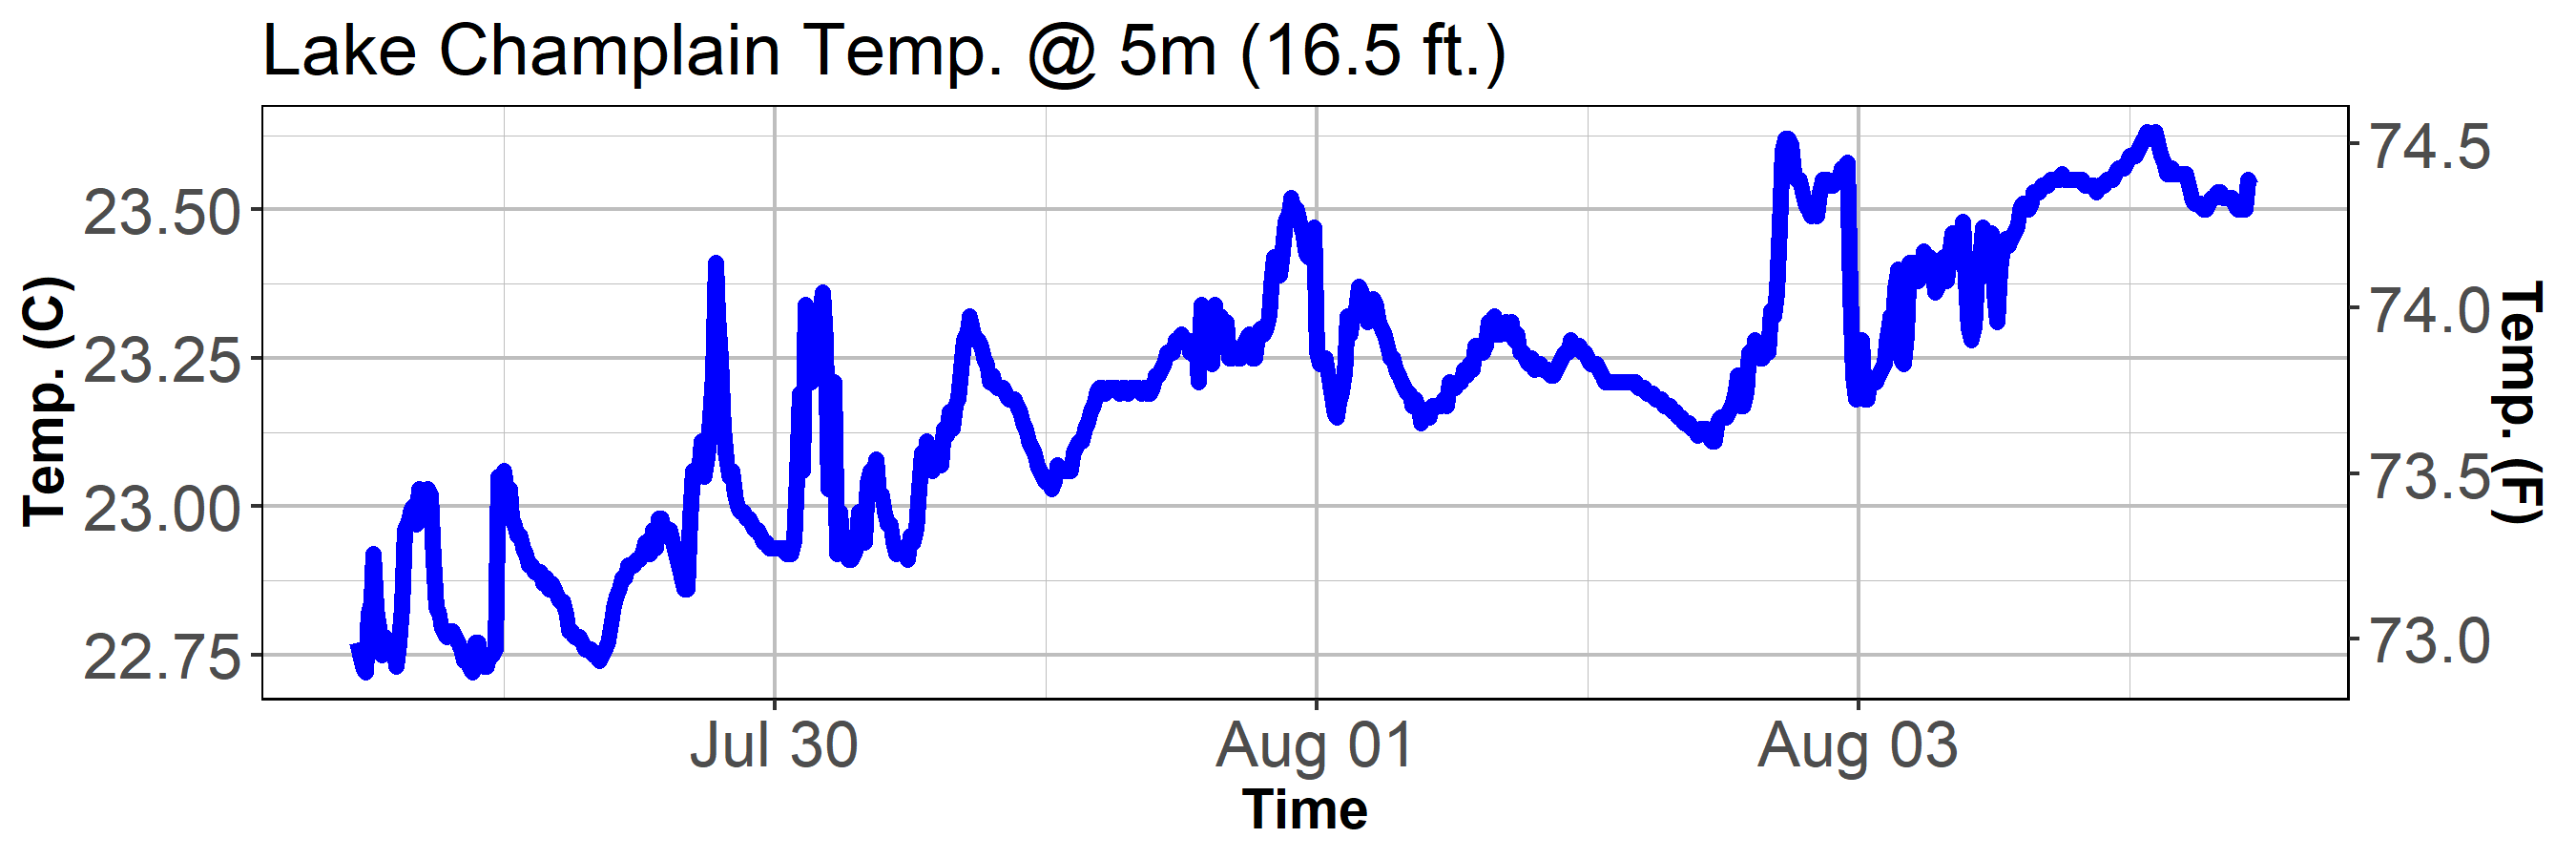 Lake Champlain Temp. @ 5m (16.5 ft.)
Temp. (C)
23.50
23.25
23.00
22.75
74.5
74.0
73.5
73.0
Temp. (F)
Jul 30
Aug 01
Aug 03
Time